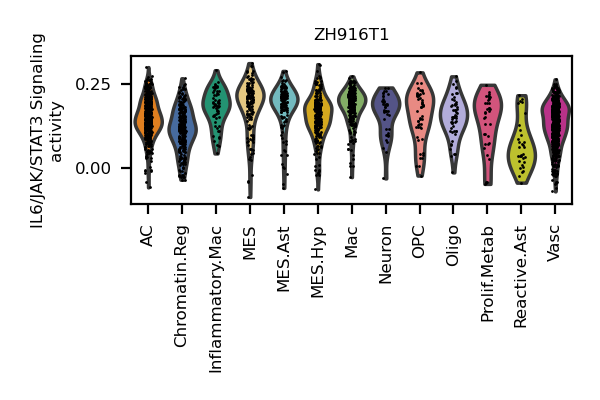 ZH916T1
IL6/JAK/STAT3 Signaling
activity
0.25
0.00
AC
Chromatin.Reg
Inflammatory.Mac
MES
MES.Ast
MES.Hyp
Mac
Neuron
OPC
Oligo
Prolif.Metab
Reactive.Ast
Vasc